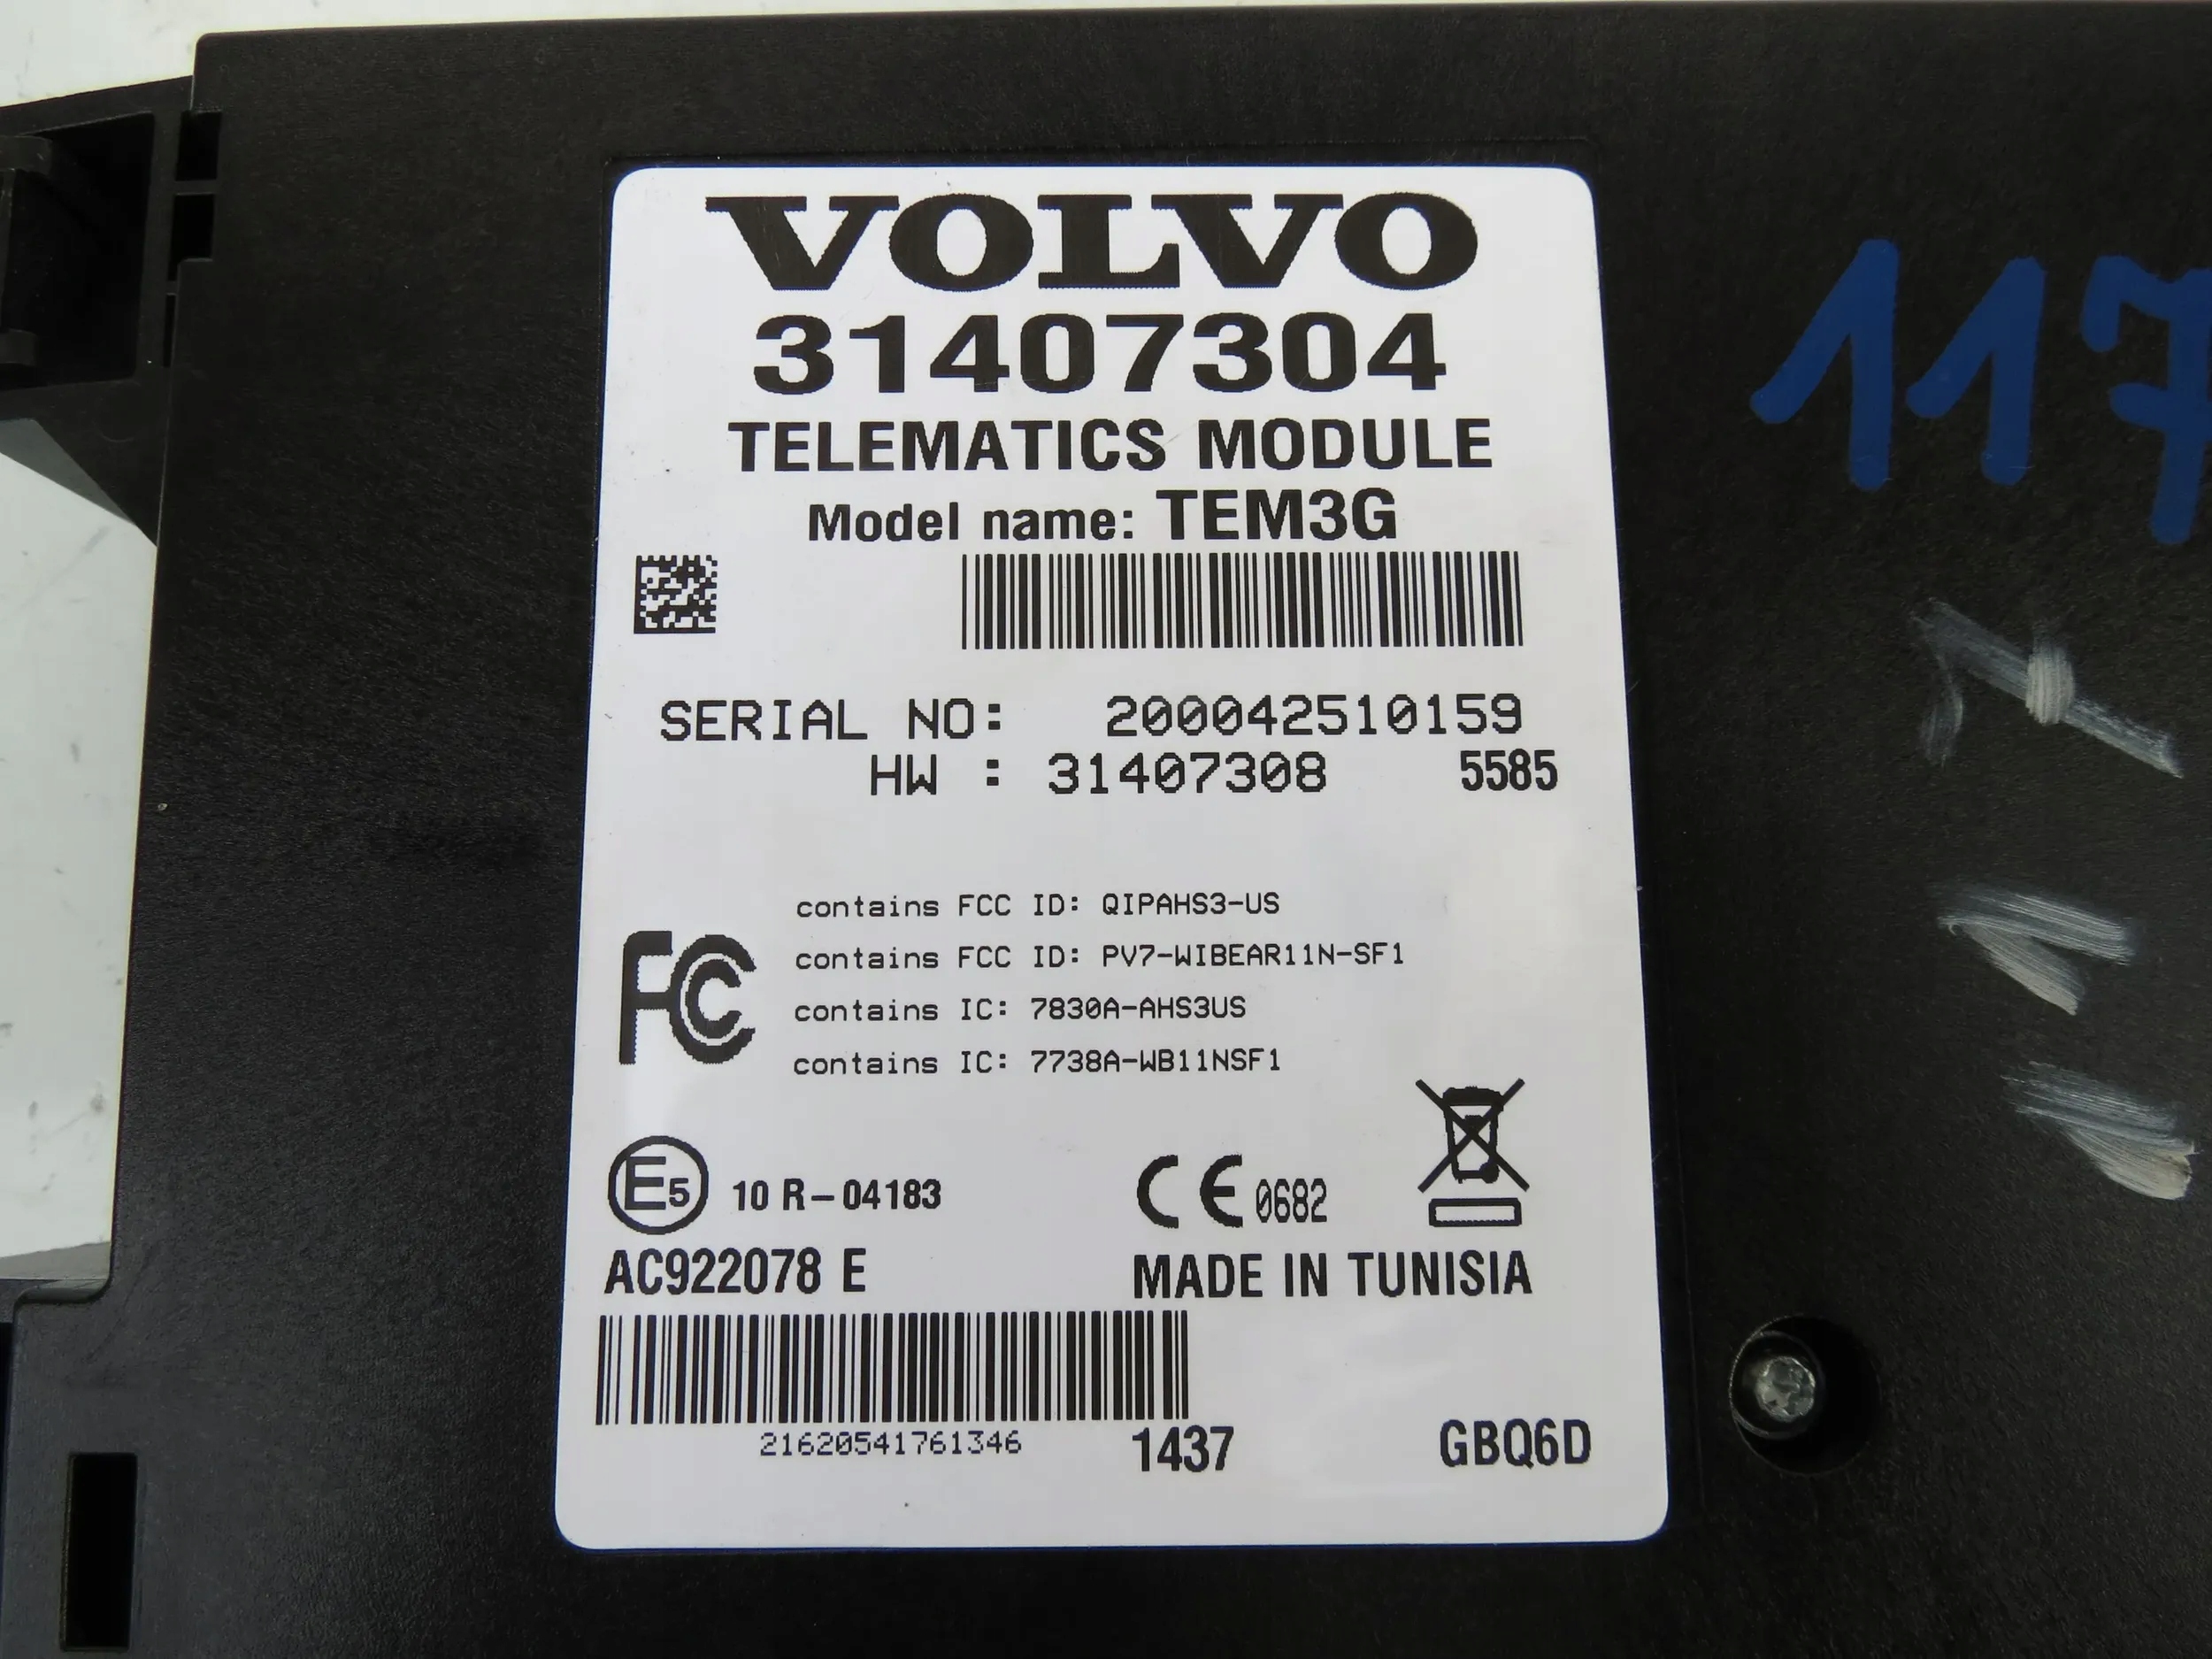 VOLVO
31407304
TELEMATICS MODULE
Model name: TEM3G
SERIAL NO: 200042510159
HW : 31407308 5585
contains FCC ID: QIPAHS3-US
contains FCC ID: PV7-WIBEAR11N-SF1
FC
contains IC: 7830A-AHS3US
contains IC: 7738A-WB11NSF1
E5 10 R-04183
CE 0682
AC922078 E
MADE IN TUNISIA
21620541761346 1437 GBQ6D
117